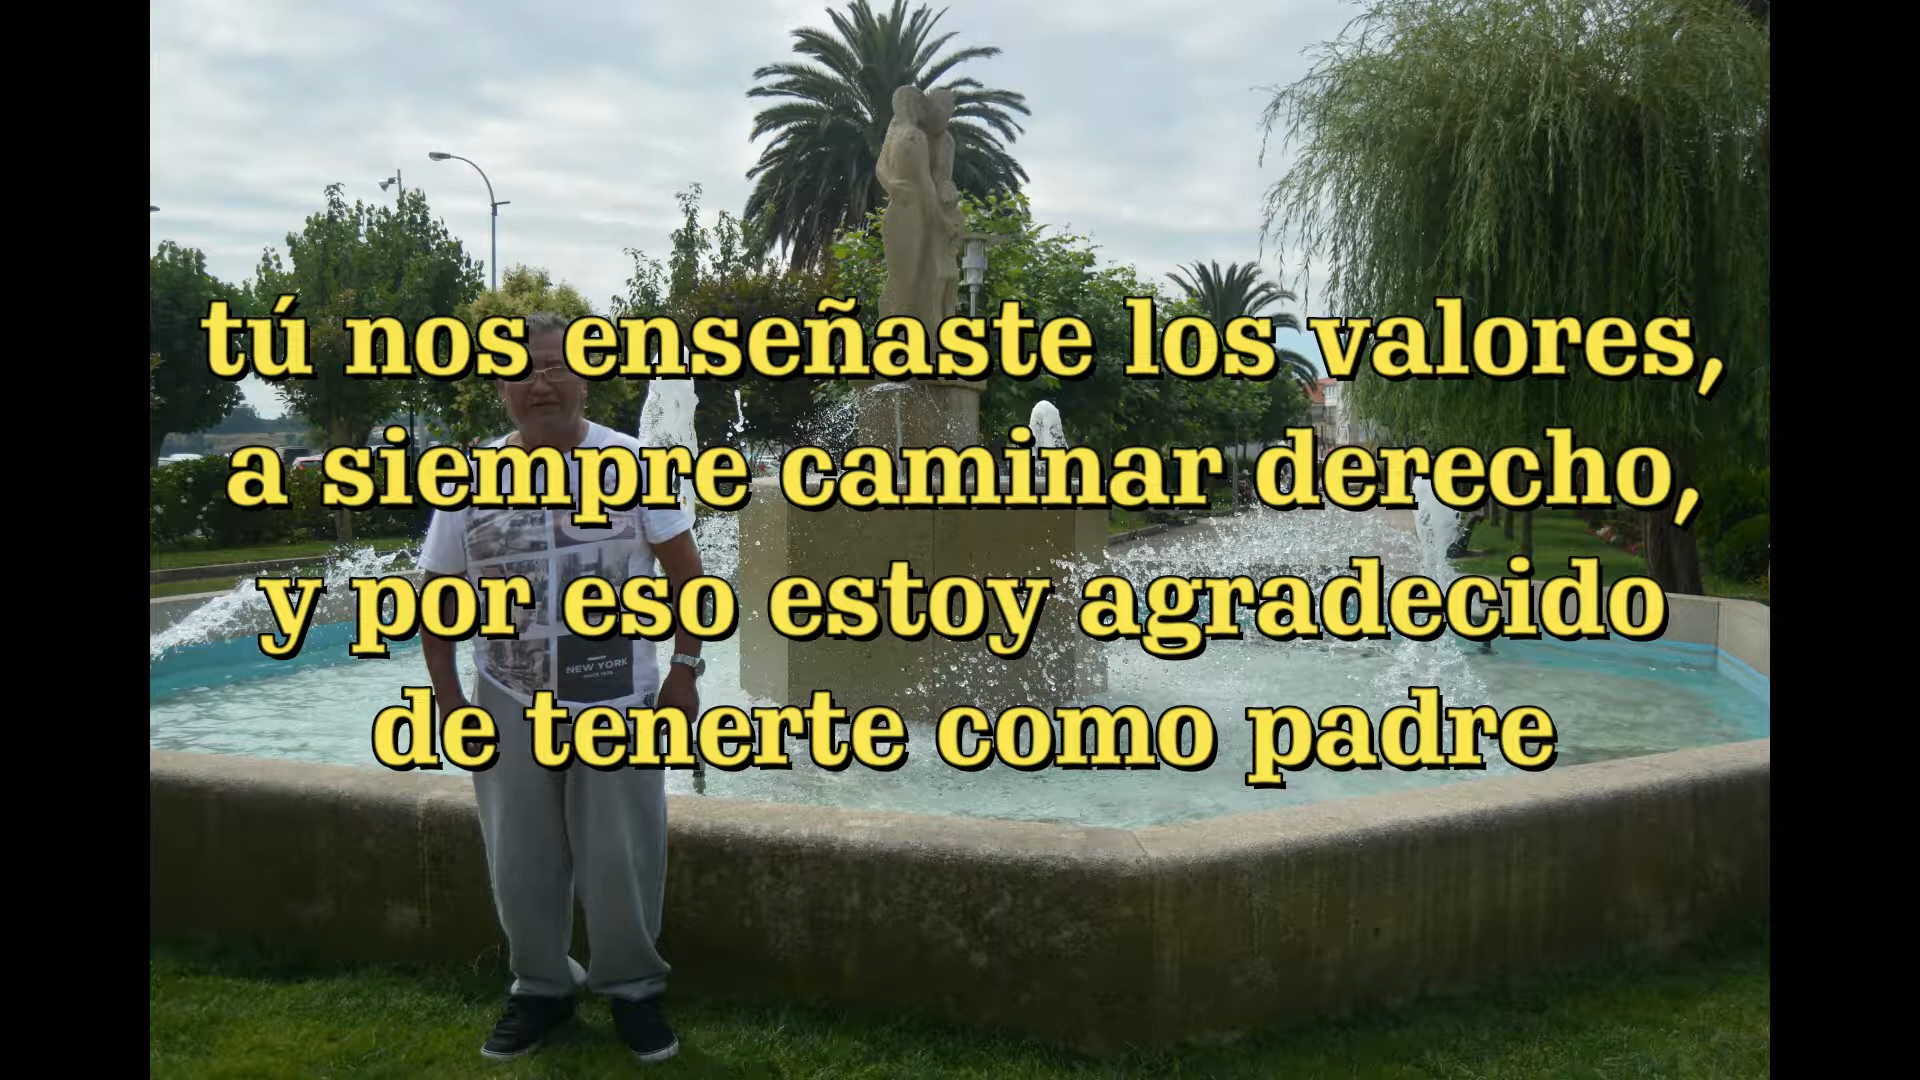 tú nos enseñaste los valores,
a siempre caminar derecho,
y por eso estoy agradecido
de tenerte como padre
NEW YORK